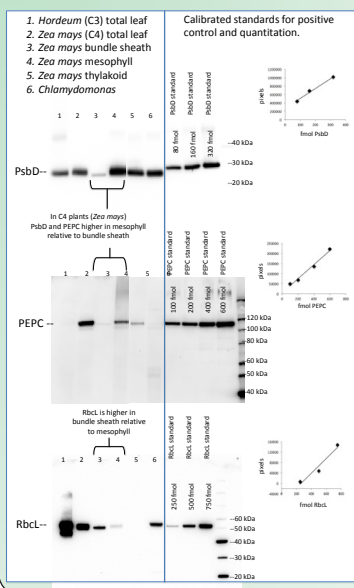 1. Hordeum (C3) total leaf
2. Zea mays (C4) total leaf
3. Zea mays bundle sheath
4. Zea mays mesophyll
5. Zea mays thylakoid
6. Chlamydomonas
Calibrated standards for positive
control and quantitation.
1 2 3 4 5 6
PsbD standard
PsbD standard
PsbD standard
80 fmol
160 fmol
320 fmol
PsbD--
--40 kDa
--30 kDa
--20 kDa
pixels
fmol PsbD
In C4 plants (Zea mays)
PsbD and PEPC higher in mesophyll
relative to bundle sheath
1 2 3 4 5
PEPC standard
PEPC standard
PEPC standard
PEPC standard
100 fmol
200 fmol
400 fmol
600 fmol
PEPC --
120 kDa
100 kDa
80 kDa
60 kDa
50 kDa
40 kDa
pixels
fmol PEPC
RbcL is higher in
bundle sheath relative
to mesophyll
1 2 3 4 5 6
RbcL standard
RbcL standard
RbcL standard
250 fmol
500 fmol
750 fmol
RbcL--
--60 kDa
--50 kDa
--40 kDa
--30 kDa
--20 kDa
pixels
fmol RbcL